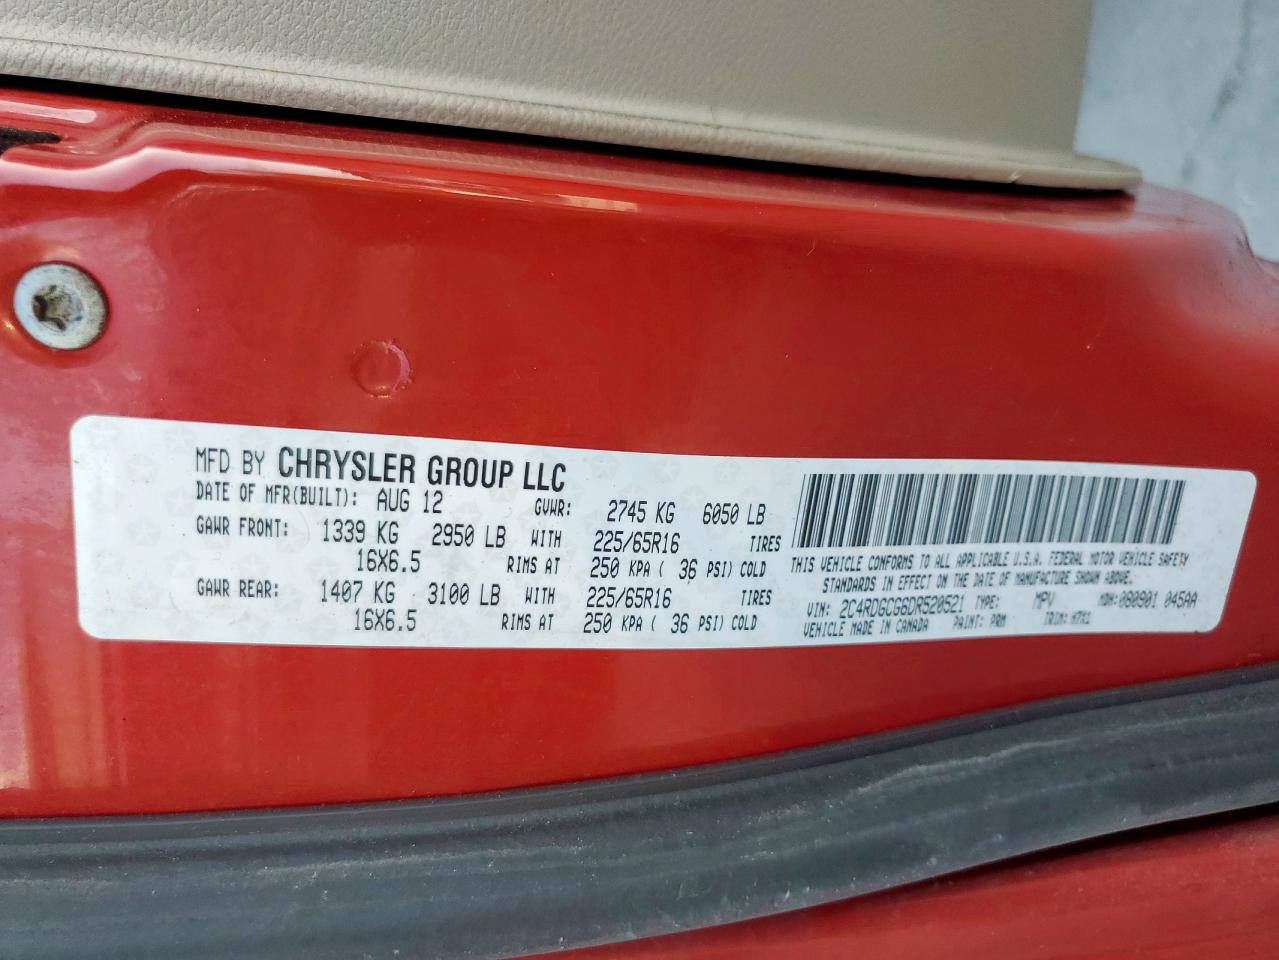 MFD BY CHRYSLER GROUP LLC
DATE OF MFR(BUILT): AUG 12 GVWR: 2745 KG 6050 LB
GAWR FRONT: 1339 KG 2950 LB WITH 225/65R16 TIRES
16X6.5 RIMS AT 250 KPA ( 36 PSI) COLD
GAWR REAR: 1407 KG 3100 LB WITH 225/65R16 TIRES
16X6.5 RIMS AT 250 KPA ( 36 PSI) COLD
THIS VEHICLE CONFORMS TO ALL APPLICABLE U.S.A. FEDERAL MOTOR VEHICLE SAFETY
STANDARDS IN EFFECT ON THE DATE OF MANUFACTURE SHOWN ABOVE.
VIN: 2C4RDGCG6DR520521 TYPE: MPV MDH: 080901 045AA
VEHICLE MADE IN CANADA PAINT: PRM TRIM: